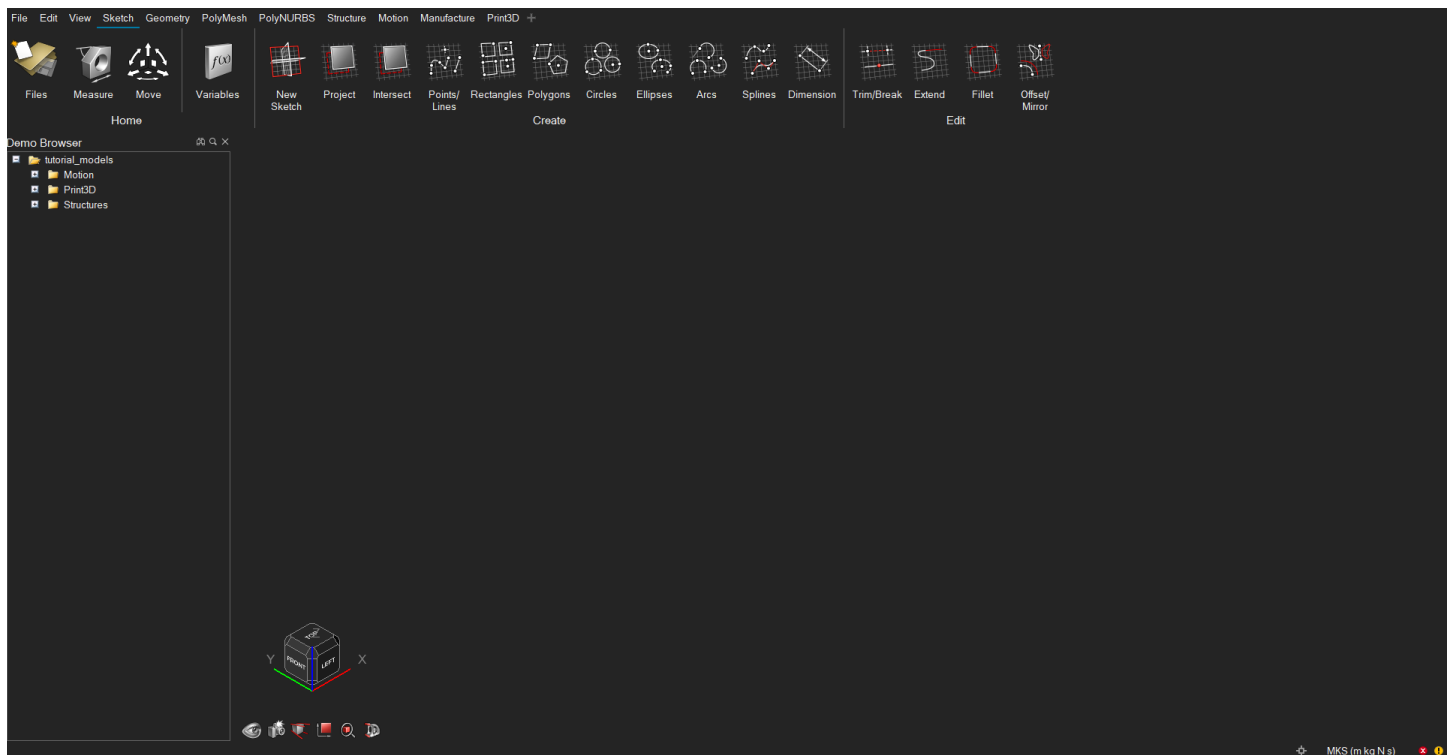 File Edit View Sketch Geometry PolyMesh PolyNURBS Structure Motion Manufacture Print3D
f(x)
Files Measure Move Variables New Sketch Project Intersect Points/ Lines Rectangles Polygons Circles Ellipses Arcs Splines Dimension Trim/Break Extend Fillet Offset/ Mirror
Home Create Edit
Demo Browser
tutorial_models
Motion
Print3D
Structures
TOP
Y FRONT LEFT X
MKS (m kg N s)